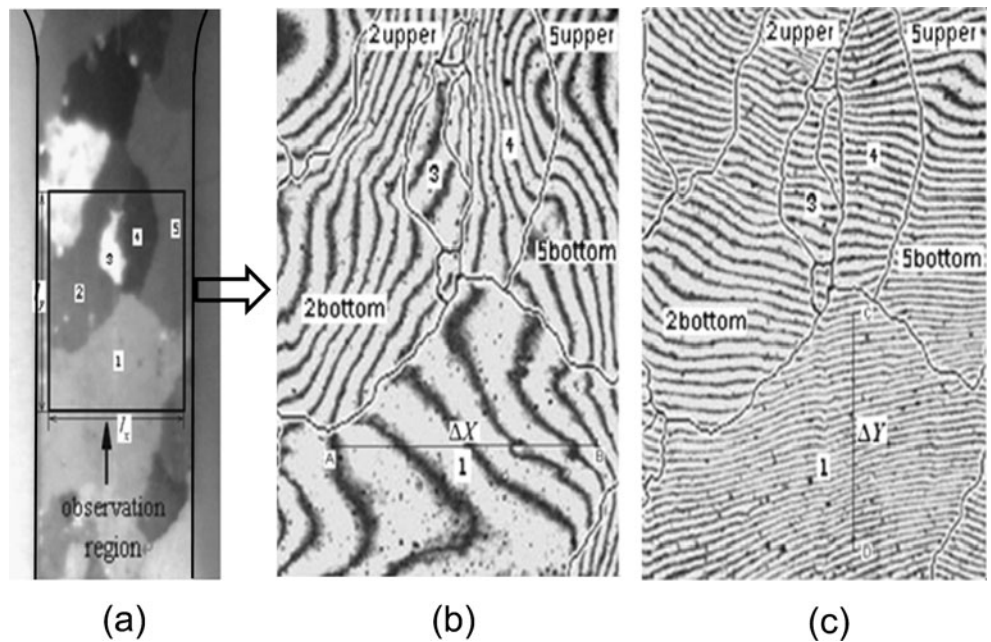 5
4
3
2
1
l_y
l_x
observation
region
2upper
5upper
4
3
5bottom
2bottom
ΔX
A
B
1
2upper
5upper
4
3
5bottom
2bottom
C
ΔY
1
D
(a)
(b)
(c)